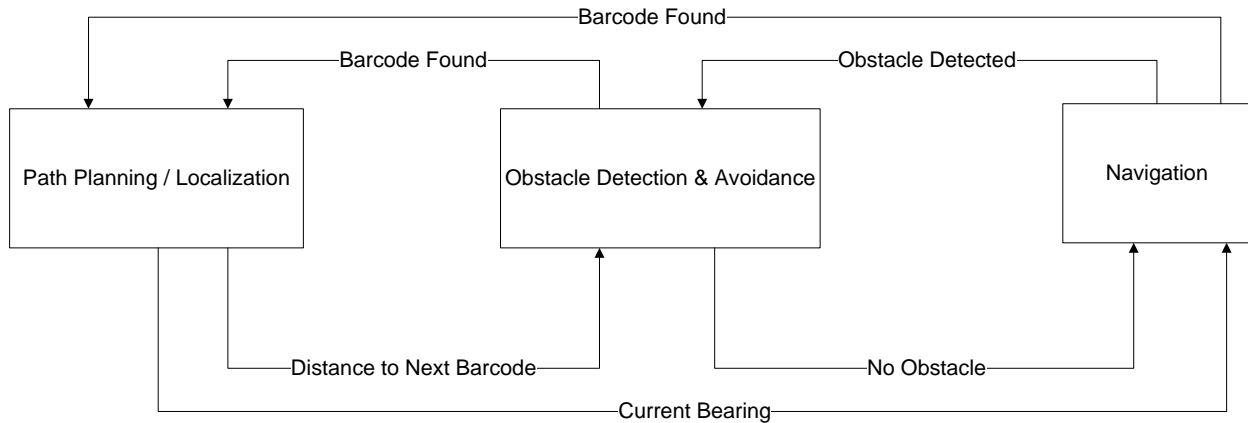 Barcode Found
Barcode Found
Obstacle Detected
Path Planning / Localization
Obstacle Detection & Avoidance
Navigation
Distance to Next Barcode
No Obstacle
Current Bearing